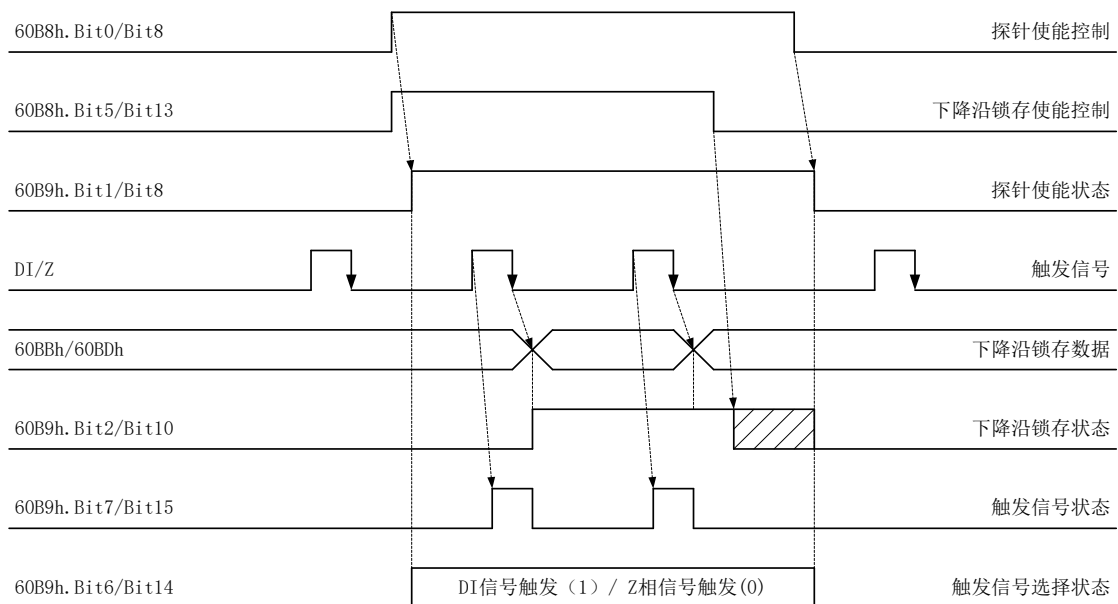 60B8h.Bit0/Bit8 探针使能控制
60B8h.Bit5/Bit13 下降沿锁存使能控制
60B9h.Bit1/Bit8 探针使能状态
DI/Z 触发信号
60BBh/60BDh 下降沿锁存数据
60B9h.Bit2/Bit10 下降沿锁存状态
60B9h.Bit7/Bit15 触发信号状态
60B9h.Bit6/Bit14 DI信号触发（1）/ Z相信号触发(0) 触发信号选择状态